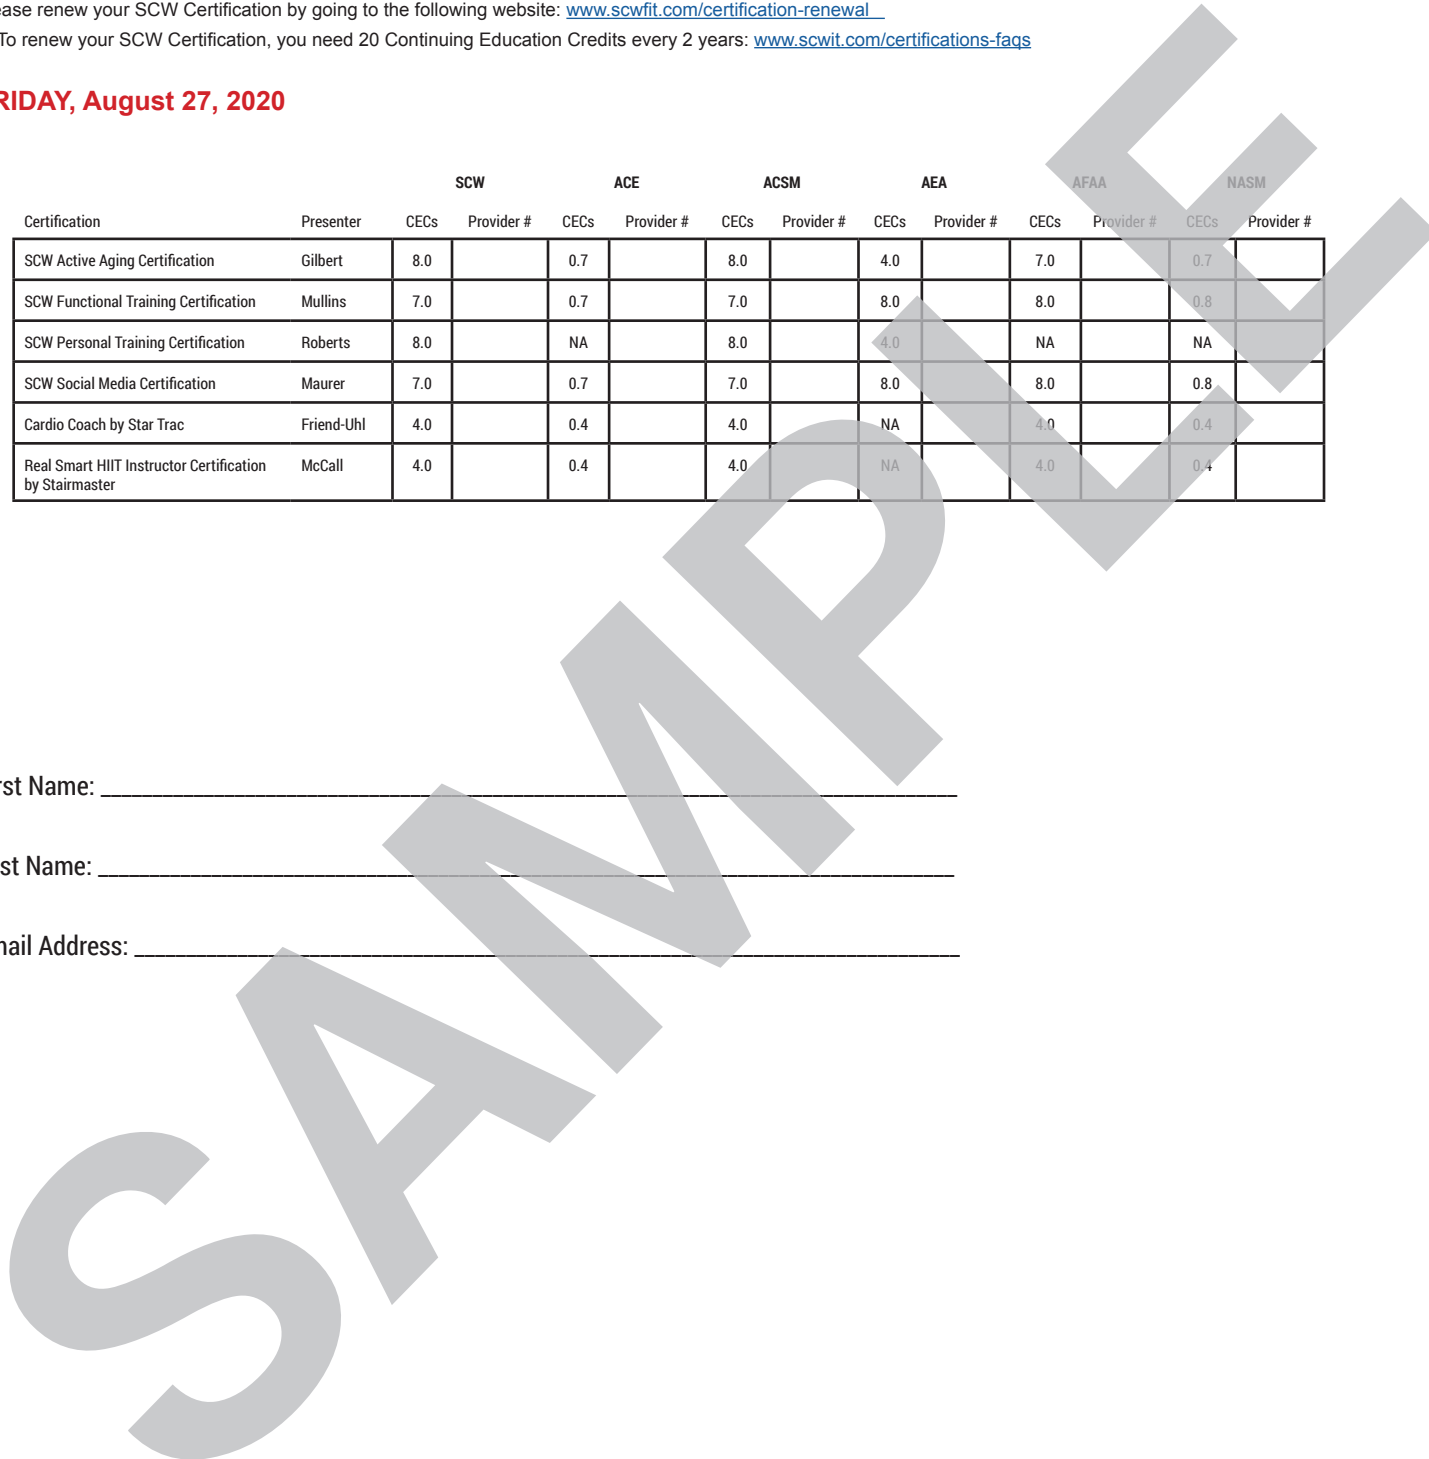 ease renew your SCW Certification by going to the following website: www.scwfit.com/certification-renewal
To renew your SCW Certification, you need 20 Continuing Education Credits every 2 years: www.scwit.com/certifications-faqs
RIDAY, August 27, 2020
SCW ACE ACSM AEA AFAA NASM
Certification Presenter CECs Provider # CECs Provider # CECs Provider # CECs Provider # CECs Provider # CECs Provider #
SCW Active Aging Certification Gilbert 8.0 0.7 8.0 4.0 7.0 0.7
SCW Functional Training Certification Mullins 7.0 0.7 7.0 8.0 8.0 0.8
SCW Personal Training Certification Roberts 8.0 NA 8.0 4.0 NA NA
SCW Social Media Certification Maurer 7.0 0.7 7.0 8.0 8.0 0.8
Cardio Coach by Star Trac Friend-Uhl 4.0 0.4 4.0 NA 4.0 0.4
Real Smart HIIT Instructor Certification McCall 4.0 0.4 4.0 NA 4.0 0.4
by Stairmaster
rst Name:
st Name:
nail Address:
SAMPLE